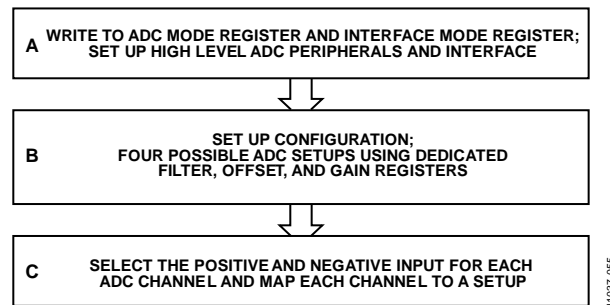 A
WRITE TO ADC MODE REGISTER AND INTERFACE MODE REGISTER;
SET UP HIGH LEVEL ADC PERIPHERALS AND INTERFACE
B
SET UP CONFIGURATION;
FOUR POSSIBLE ADC SETUPS USING DEDICATED
FILTER, OFFSET, AND GAIN REGISTERS
C
SELECT THE POSITIVE AND NEGATIVE INPUT FOR EACH
ADC CHANNEL AND MAP EACH CHANNEL TO A SETUP